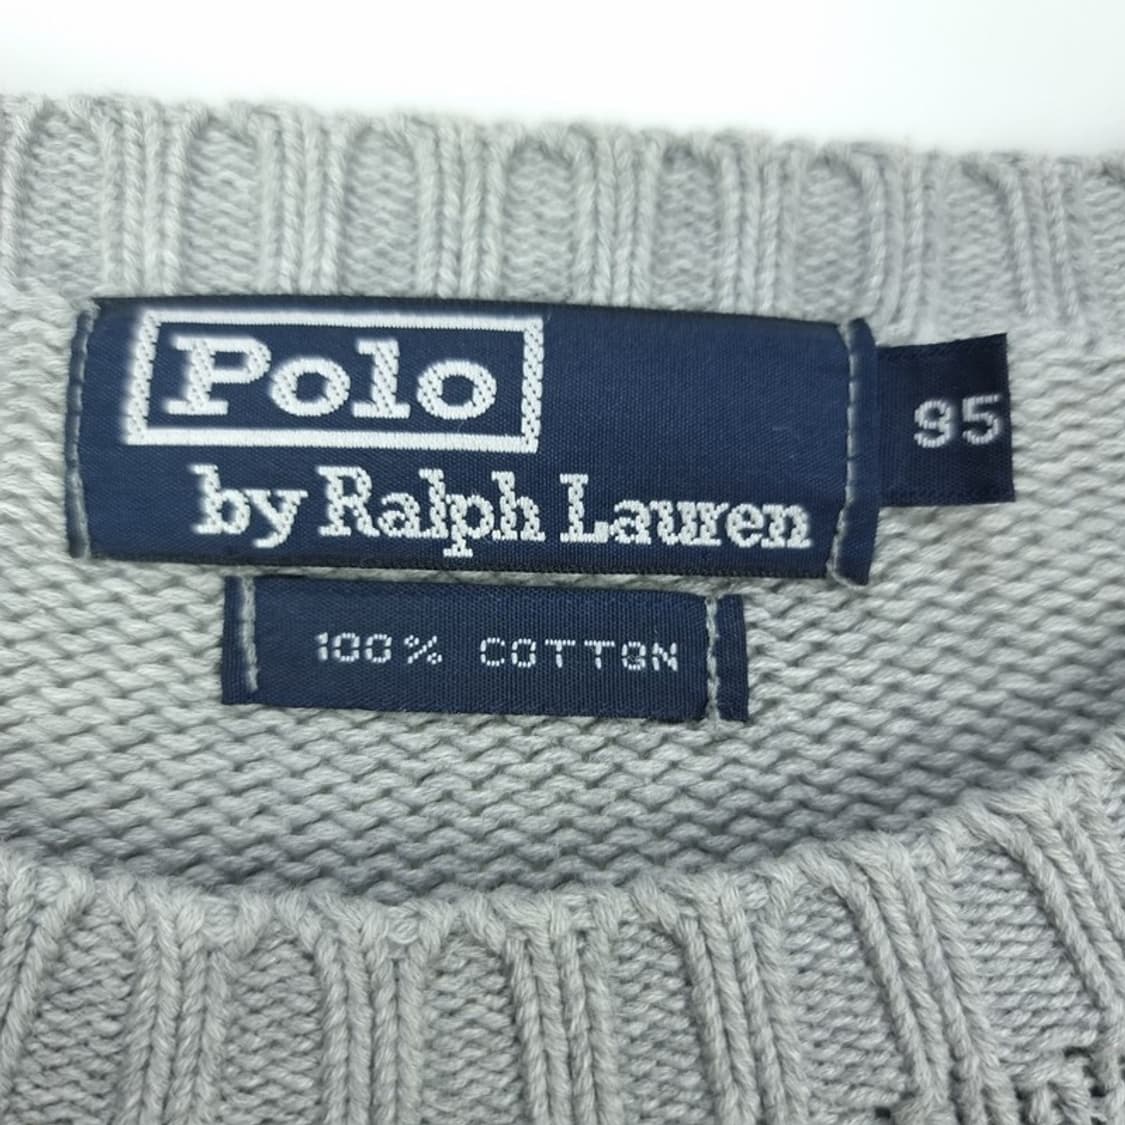 Polo
by Ralph Lauren
95
100% COTTON